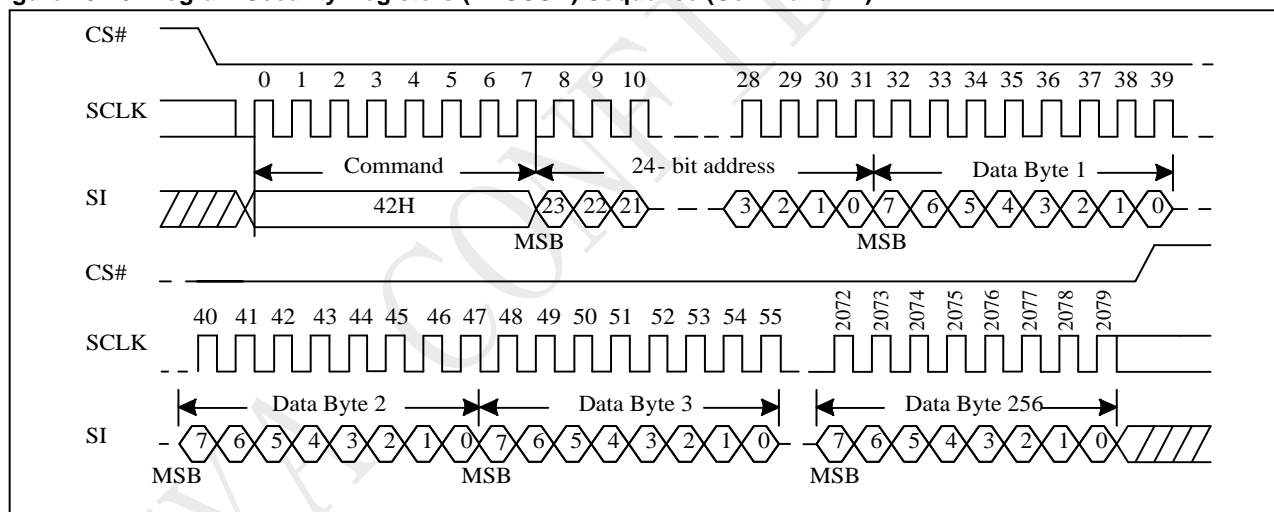 CS#
0 1 2 3 4 5 6 7 8 9 10 28 29 30 31 32 33 34 35 36 37 38 39
SCLK
Command 24- bit address Data Byte 1
SI 42H 23 22 21 3 2 1 0 7 6 5 4 3 2 1 0
MSB MSB
CS#
40 41 42 43 44 45 46 47 48 49 50 51 52 53 54 55 2072 2073 2074 2075 2076 2077 2078 2079
SCLK
Data Byte 2 Data Byte 3 Data Byte 256
SI 7 6 5 4 3 2 1 0 7 6 5 4 3 2 1 0 7 6 5 4 3 2 1 0
MSB MSB MSB